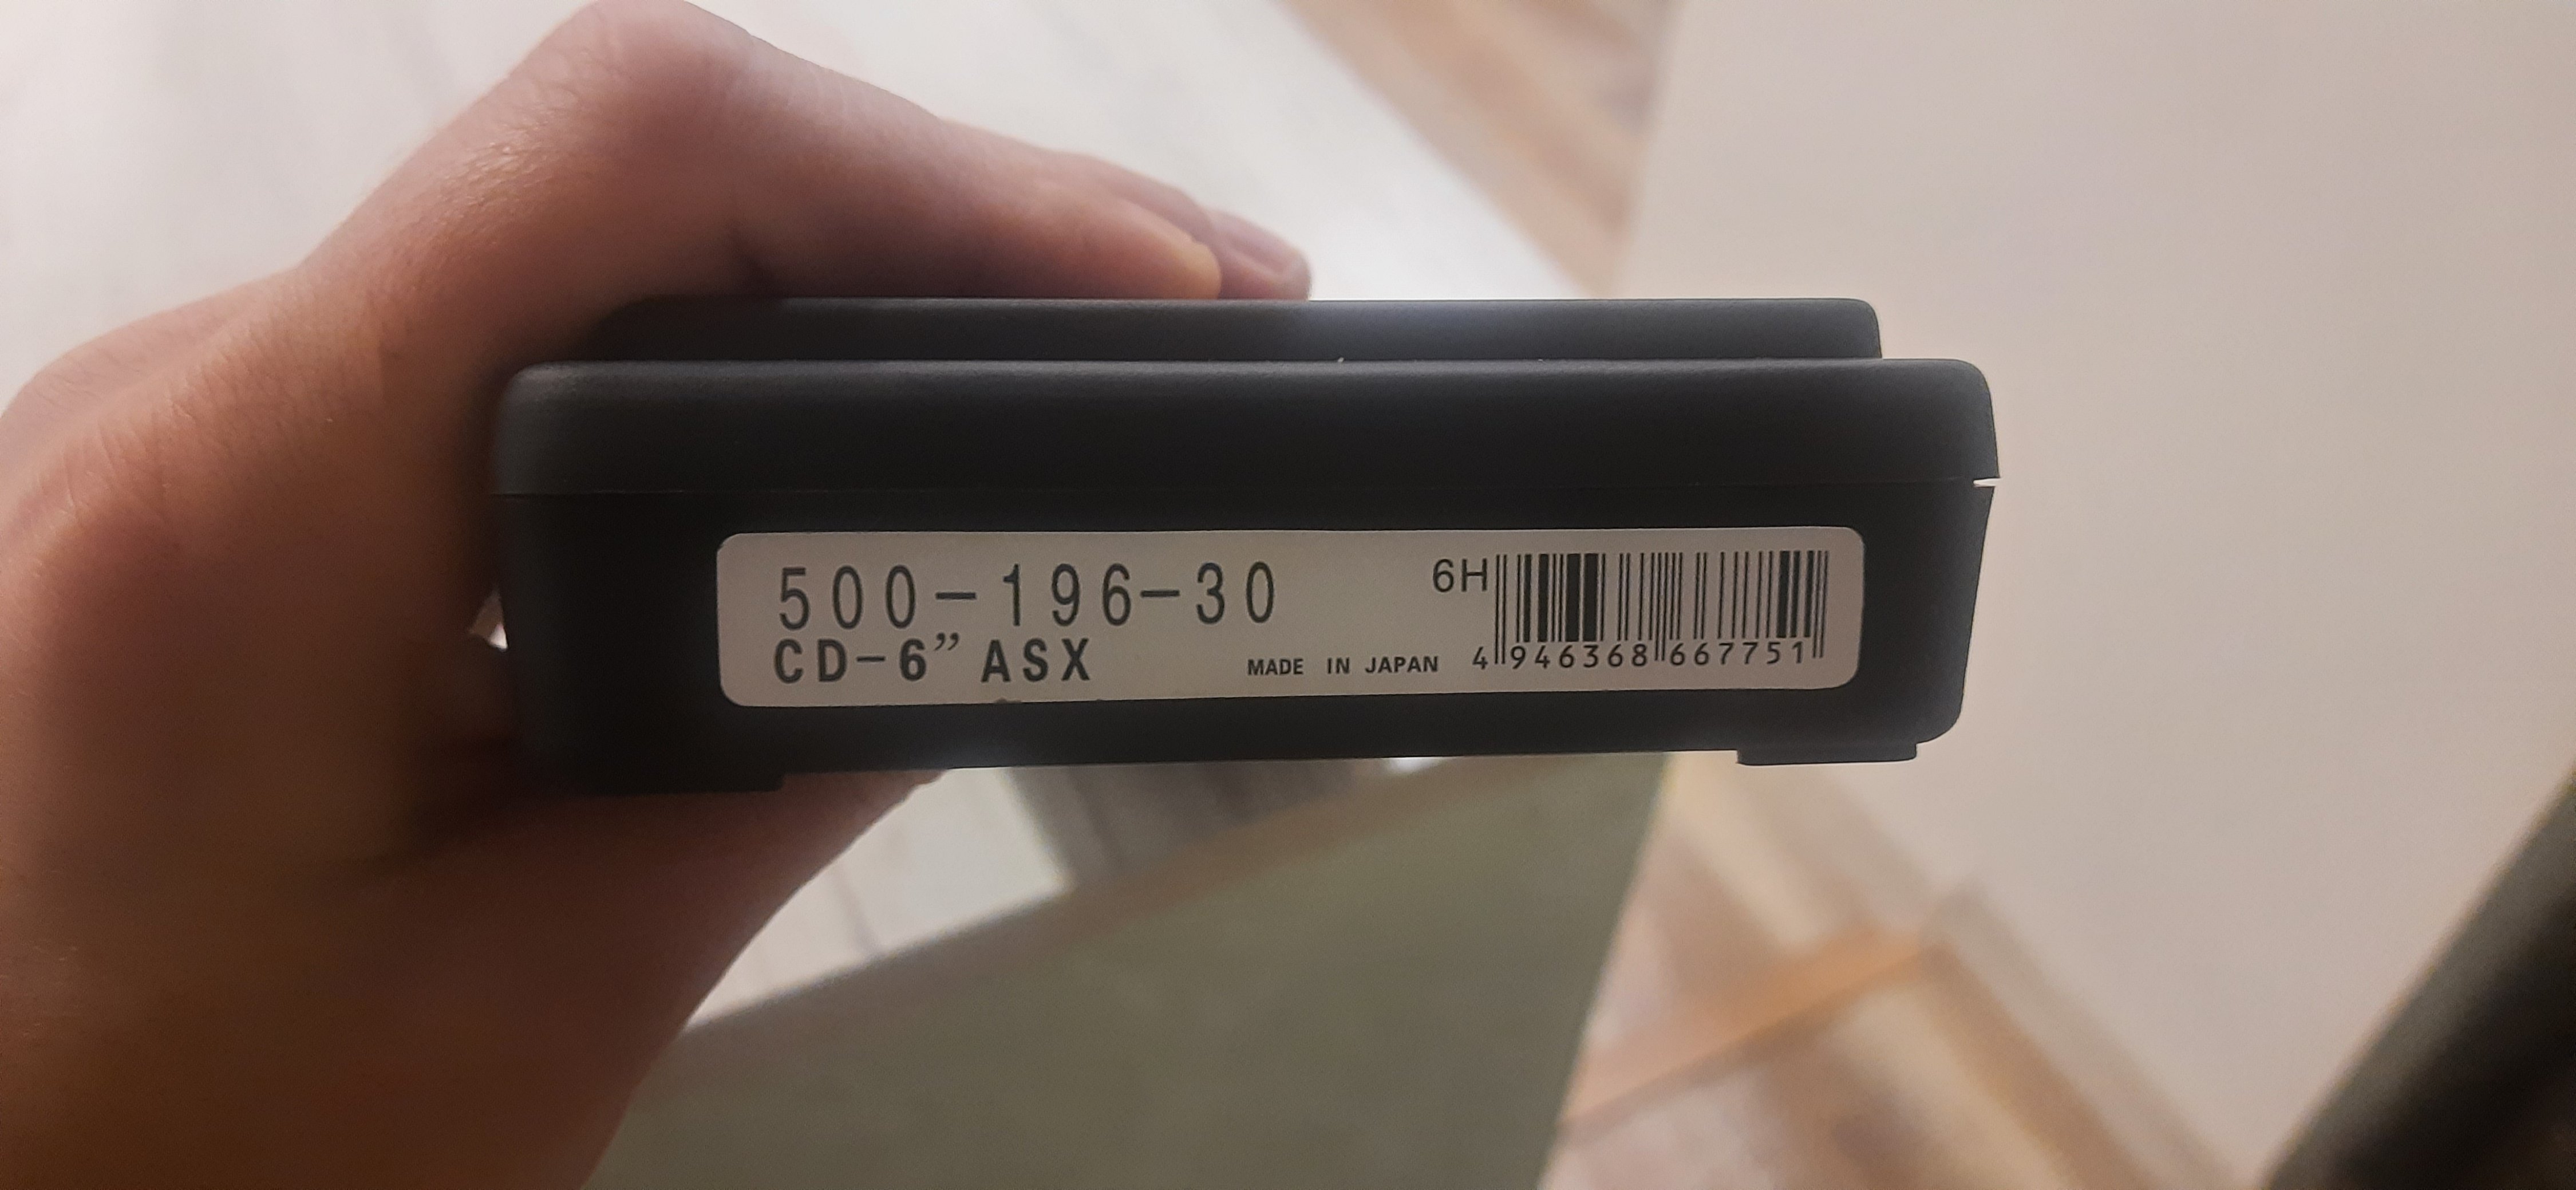 500-196-30
CD-6” ASX
MADE IN JAPAN
6H
4 946368 667751